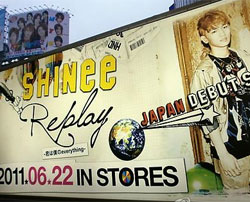 SHINee
Replay
-君は僕のeverything-
JAPAN DEBUT
2011.06.22 IN STORES